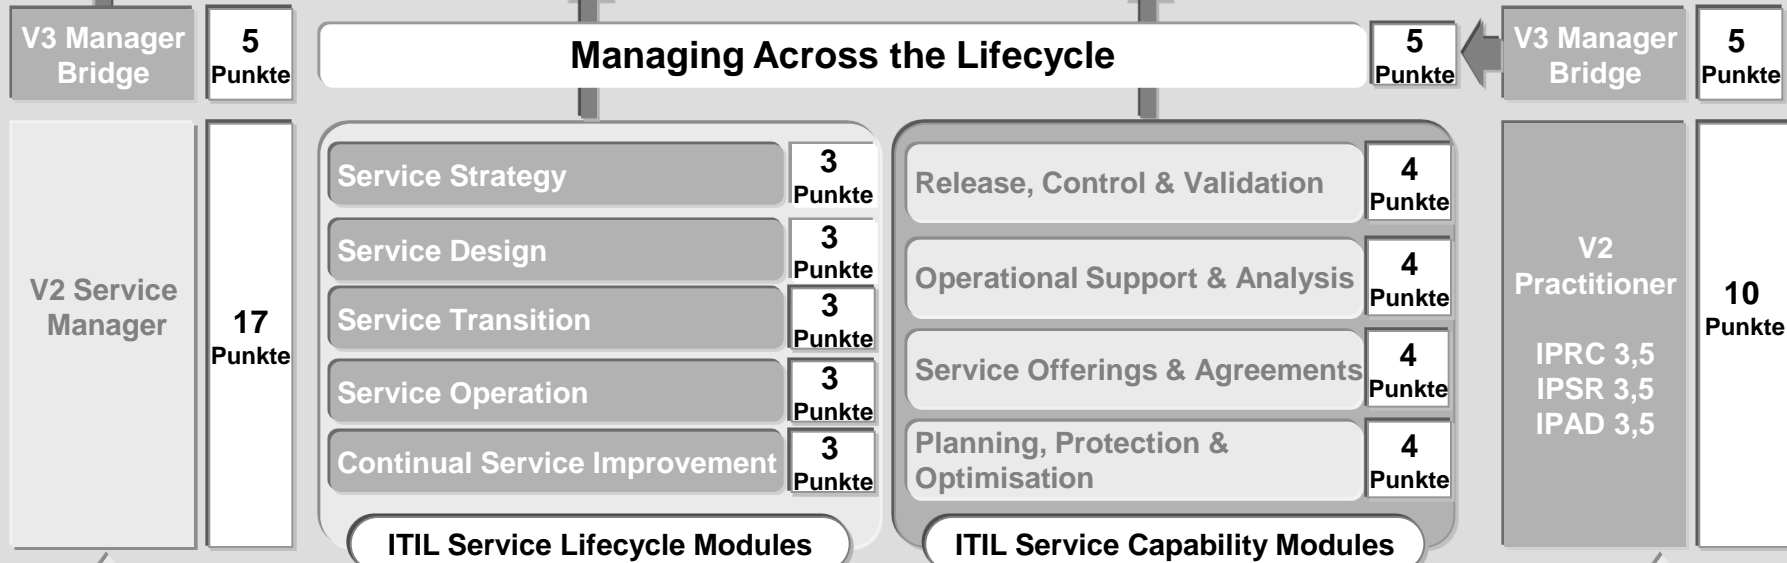 V3 Manager
Bridge
5
Punkte
Managing Across the Lifecycle
5
Punkte
V3 Manager
Bridge
5
Punkte
V2 Service
Manager
17
Punkte
Service Strategy
3
Punkte
Service Design
3
Punkte
Service Transition
3
Punkte
Service Operation
3
Punkte
Continual Service Improvement
3
Punkte
ITIL Service Lifecycle Modules
Release, Control & Validation
4
Punkte
Operational Support & Analysis
4
Punkte
Service Offerings & Agreements
4
Punkte
Planning, Protection &
Optimisation
4
Punkte
ITIL Service Capability Modules
V2
Practitioner
IPRC 3,5
IPSR 3,5
IPAD 3,5
10
Punkte